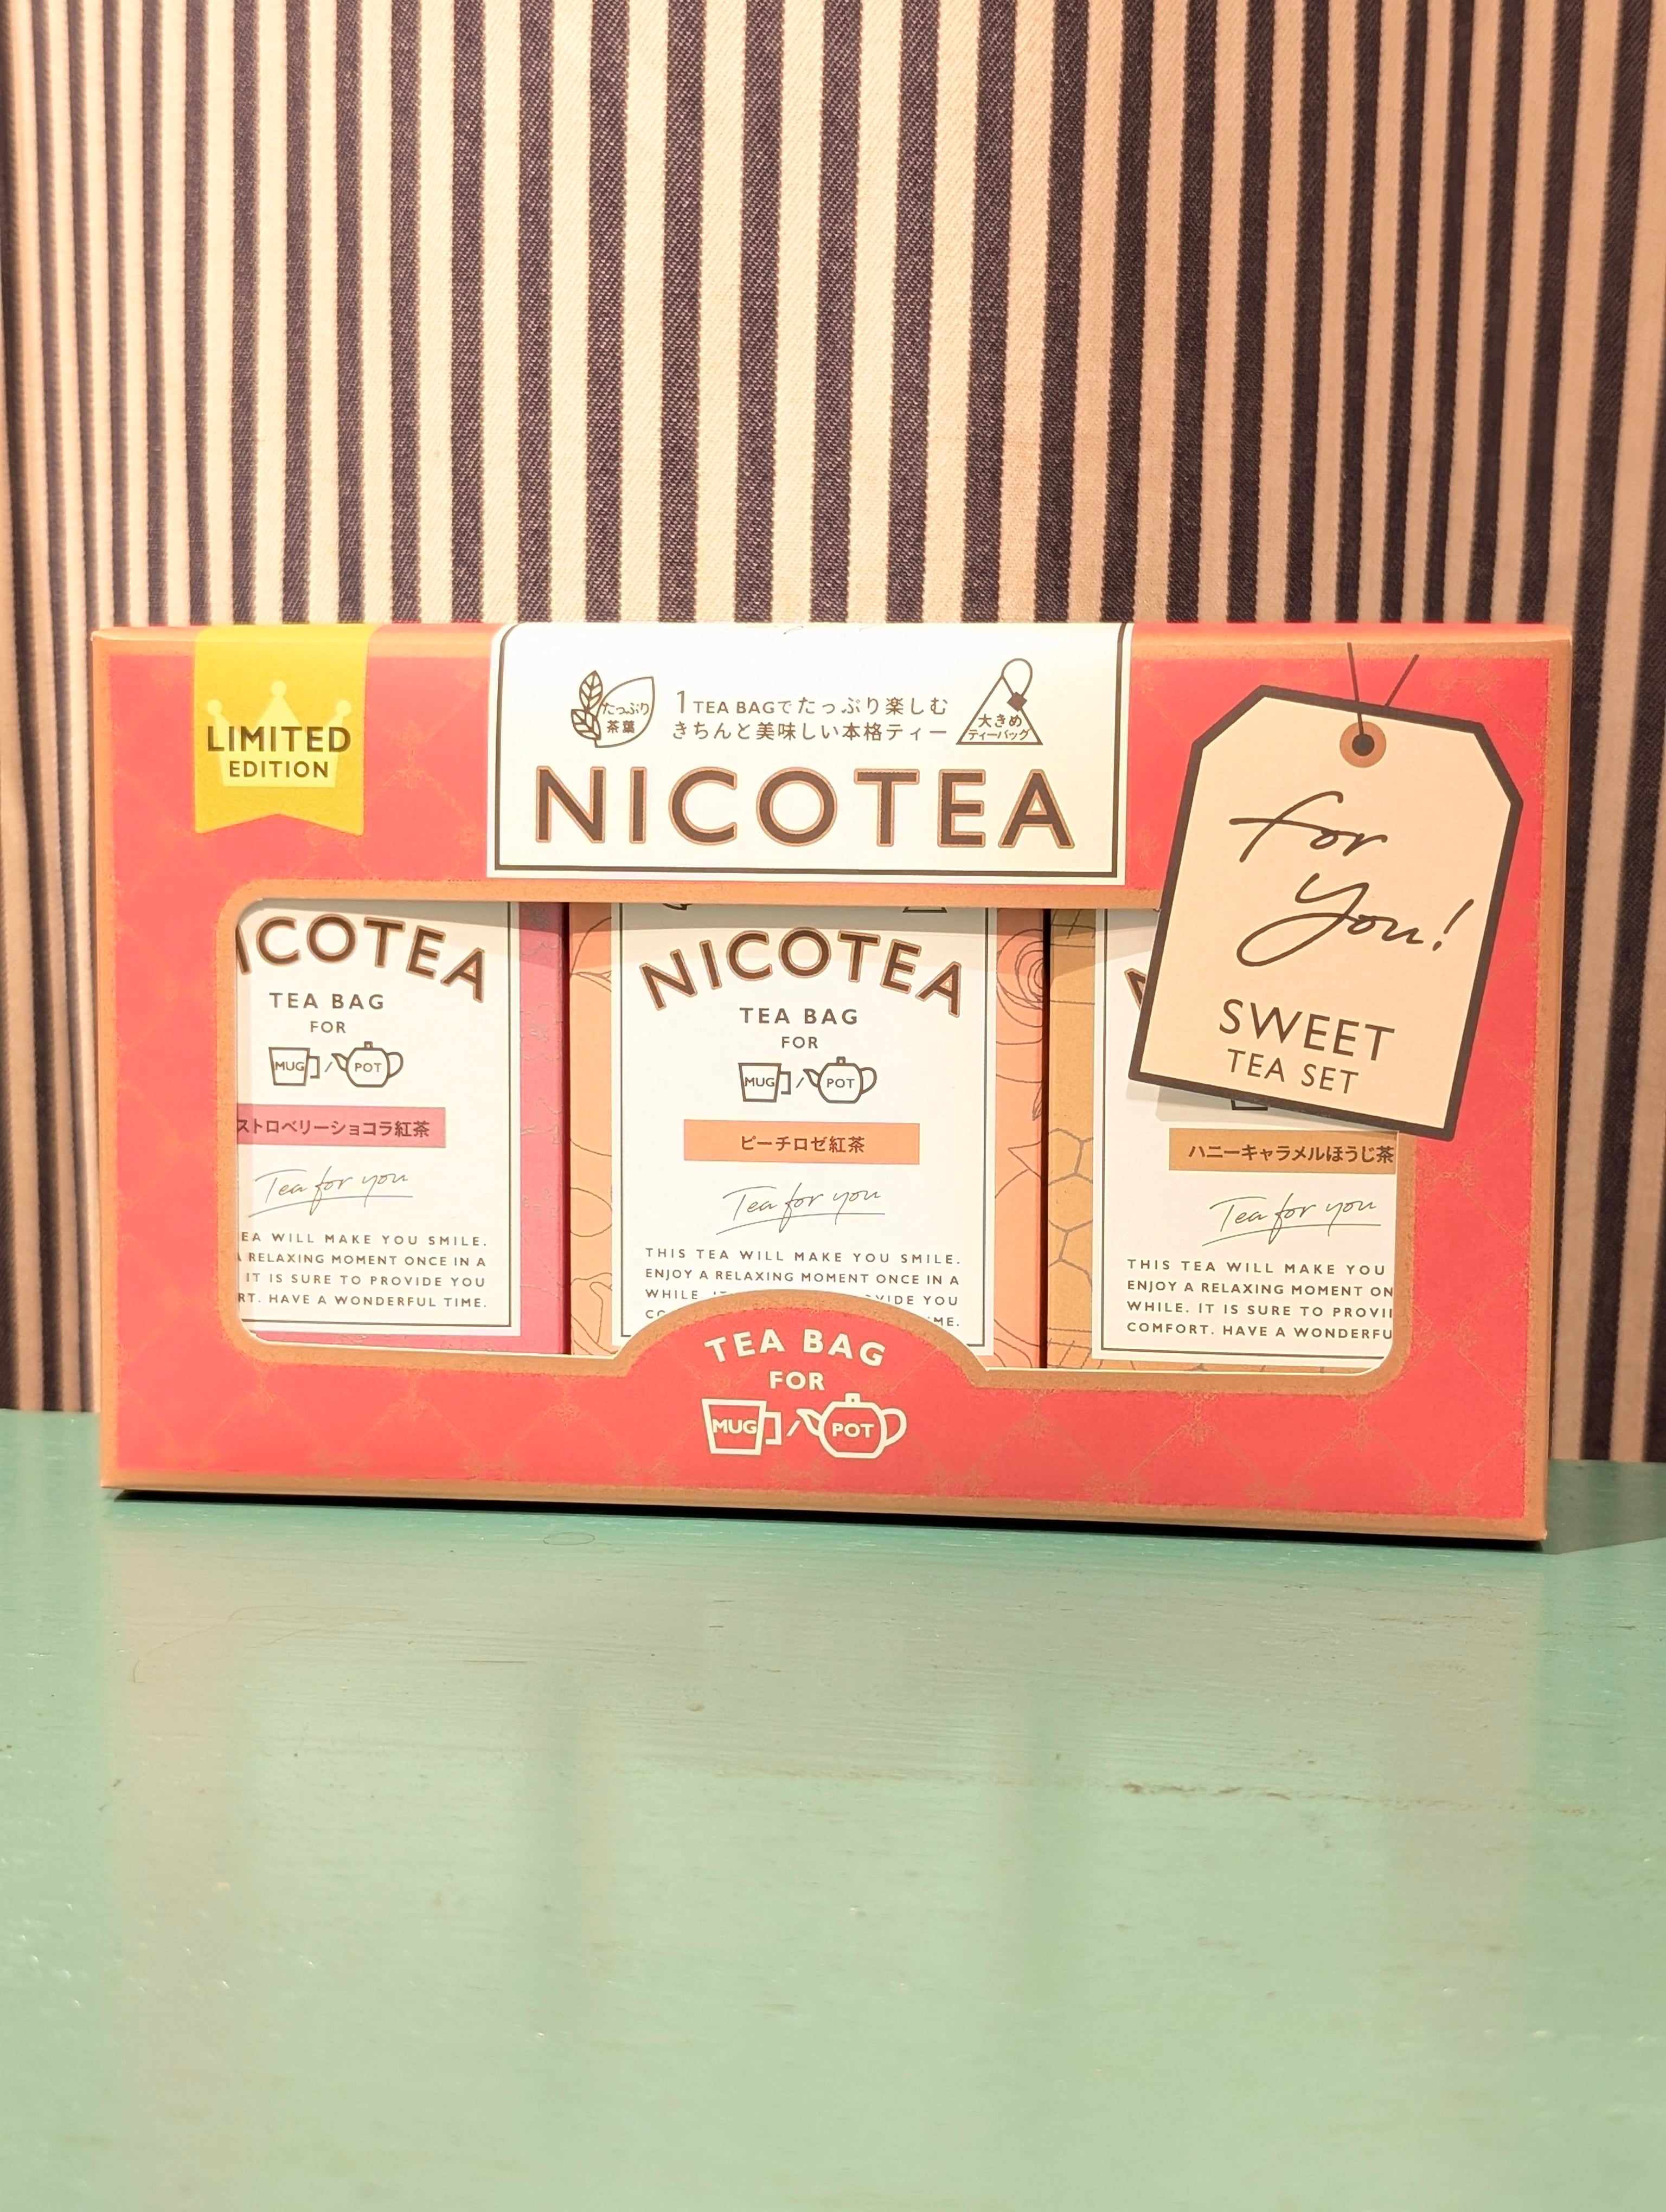 LIMITED
EDITION
たっぷり
茶葉
1 TEA BAGでたっぷり楽しむ
きちんと美味しい本格ティー
大きめ
ティーバッグ
NICOTEA
for
you!
SWEET
TEA SET
ICOTEA
TEA BAG
FOR
MUG / POT
ストロベリーショコラ紅茶
Tea for you
EA WILL MAKE YOU SMILE.
A RELAXING MOMENT ONCE IN A
IT IS SURE TO PROVIDE YOU
RT. HAVE A WONDERFUL TIME.
NICOTEA
TEA BAG
FOR
MUG / POT
ピーチロゼ紅茶
Tea for you
THIS TEA WILL MAKE YOU SMILE.
ENJOY A RELAXING MOMENT ONCE IN A
WHILE. VIDE YOU
ME.
N
ハニーキャラメルほうじ茶
Tea for you
THIS TEA WILL MAKE YOU
ENJOY A RELAXING MOMENT ON
WHILE. IT IS SURE TO PROVI
COMFORT. HAVE A WONDERFU
TEA BAG
FOR
MUG / POT